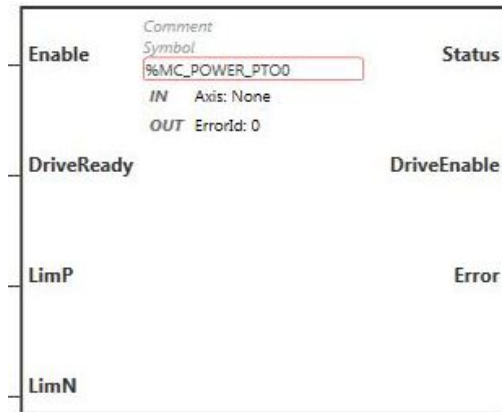 Comment
Enable
Symbol
Status
%MC_POWER_PTO0
IN Axis: None
OUT ErrorId: 0
DriveReady
DriveEnable
LimP
Error
LimN